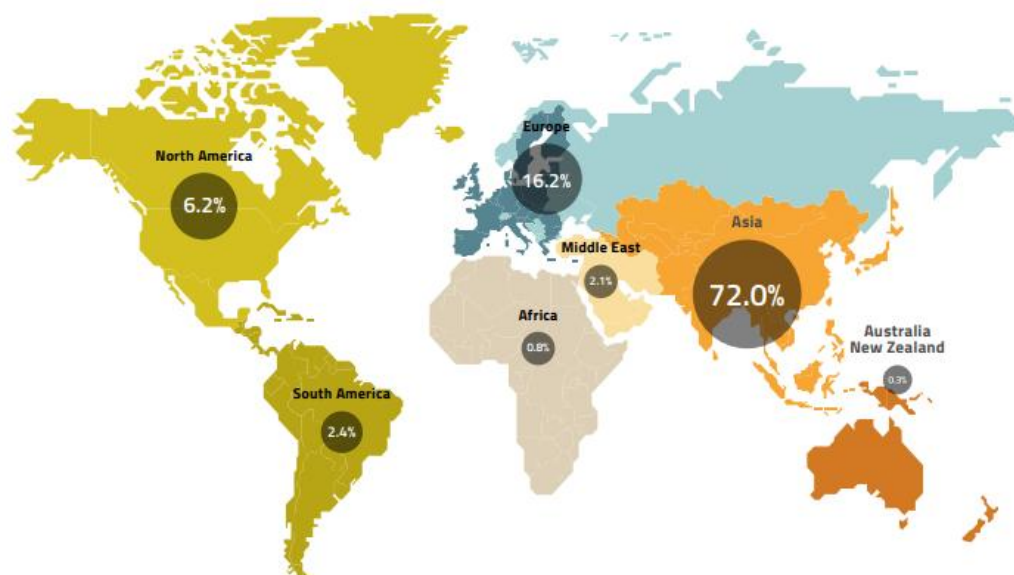 Europe
North America
16.2%
6.2%
Asia
Middle East
2.1%
72.0%
Africa
Australia
New Zealand
0.8%
0.3%
South America
2.4%